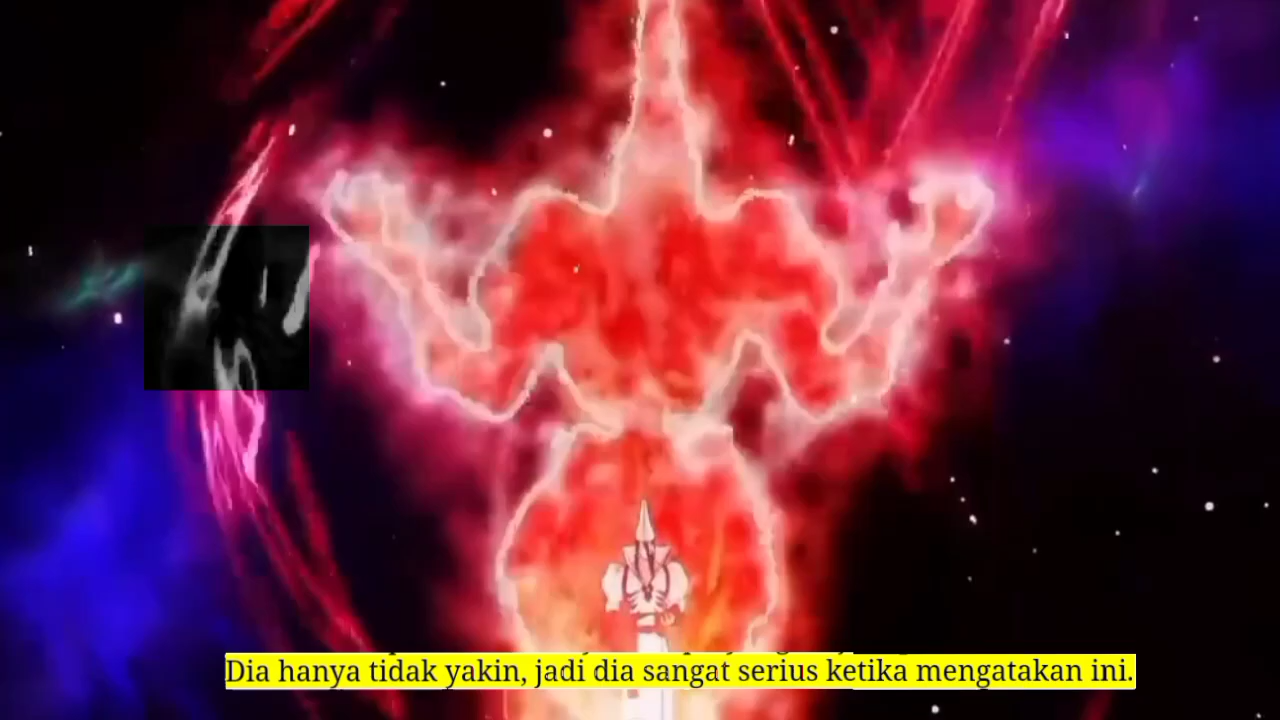 Dia hanya tidak yakin, jadi dia sangat serius ketika mengatakan ini.